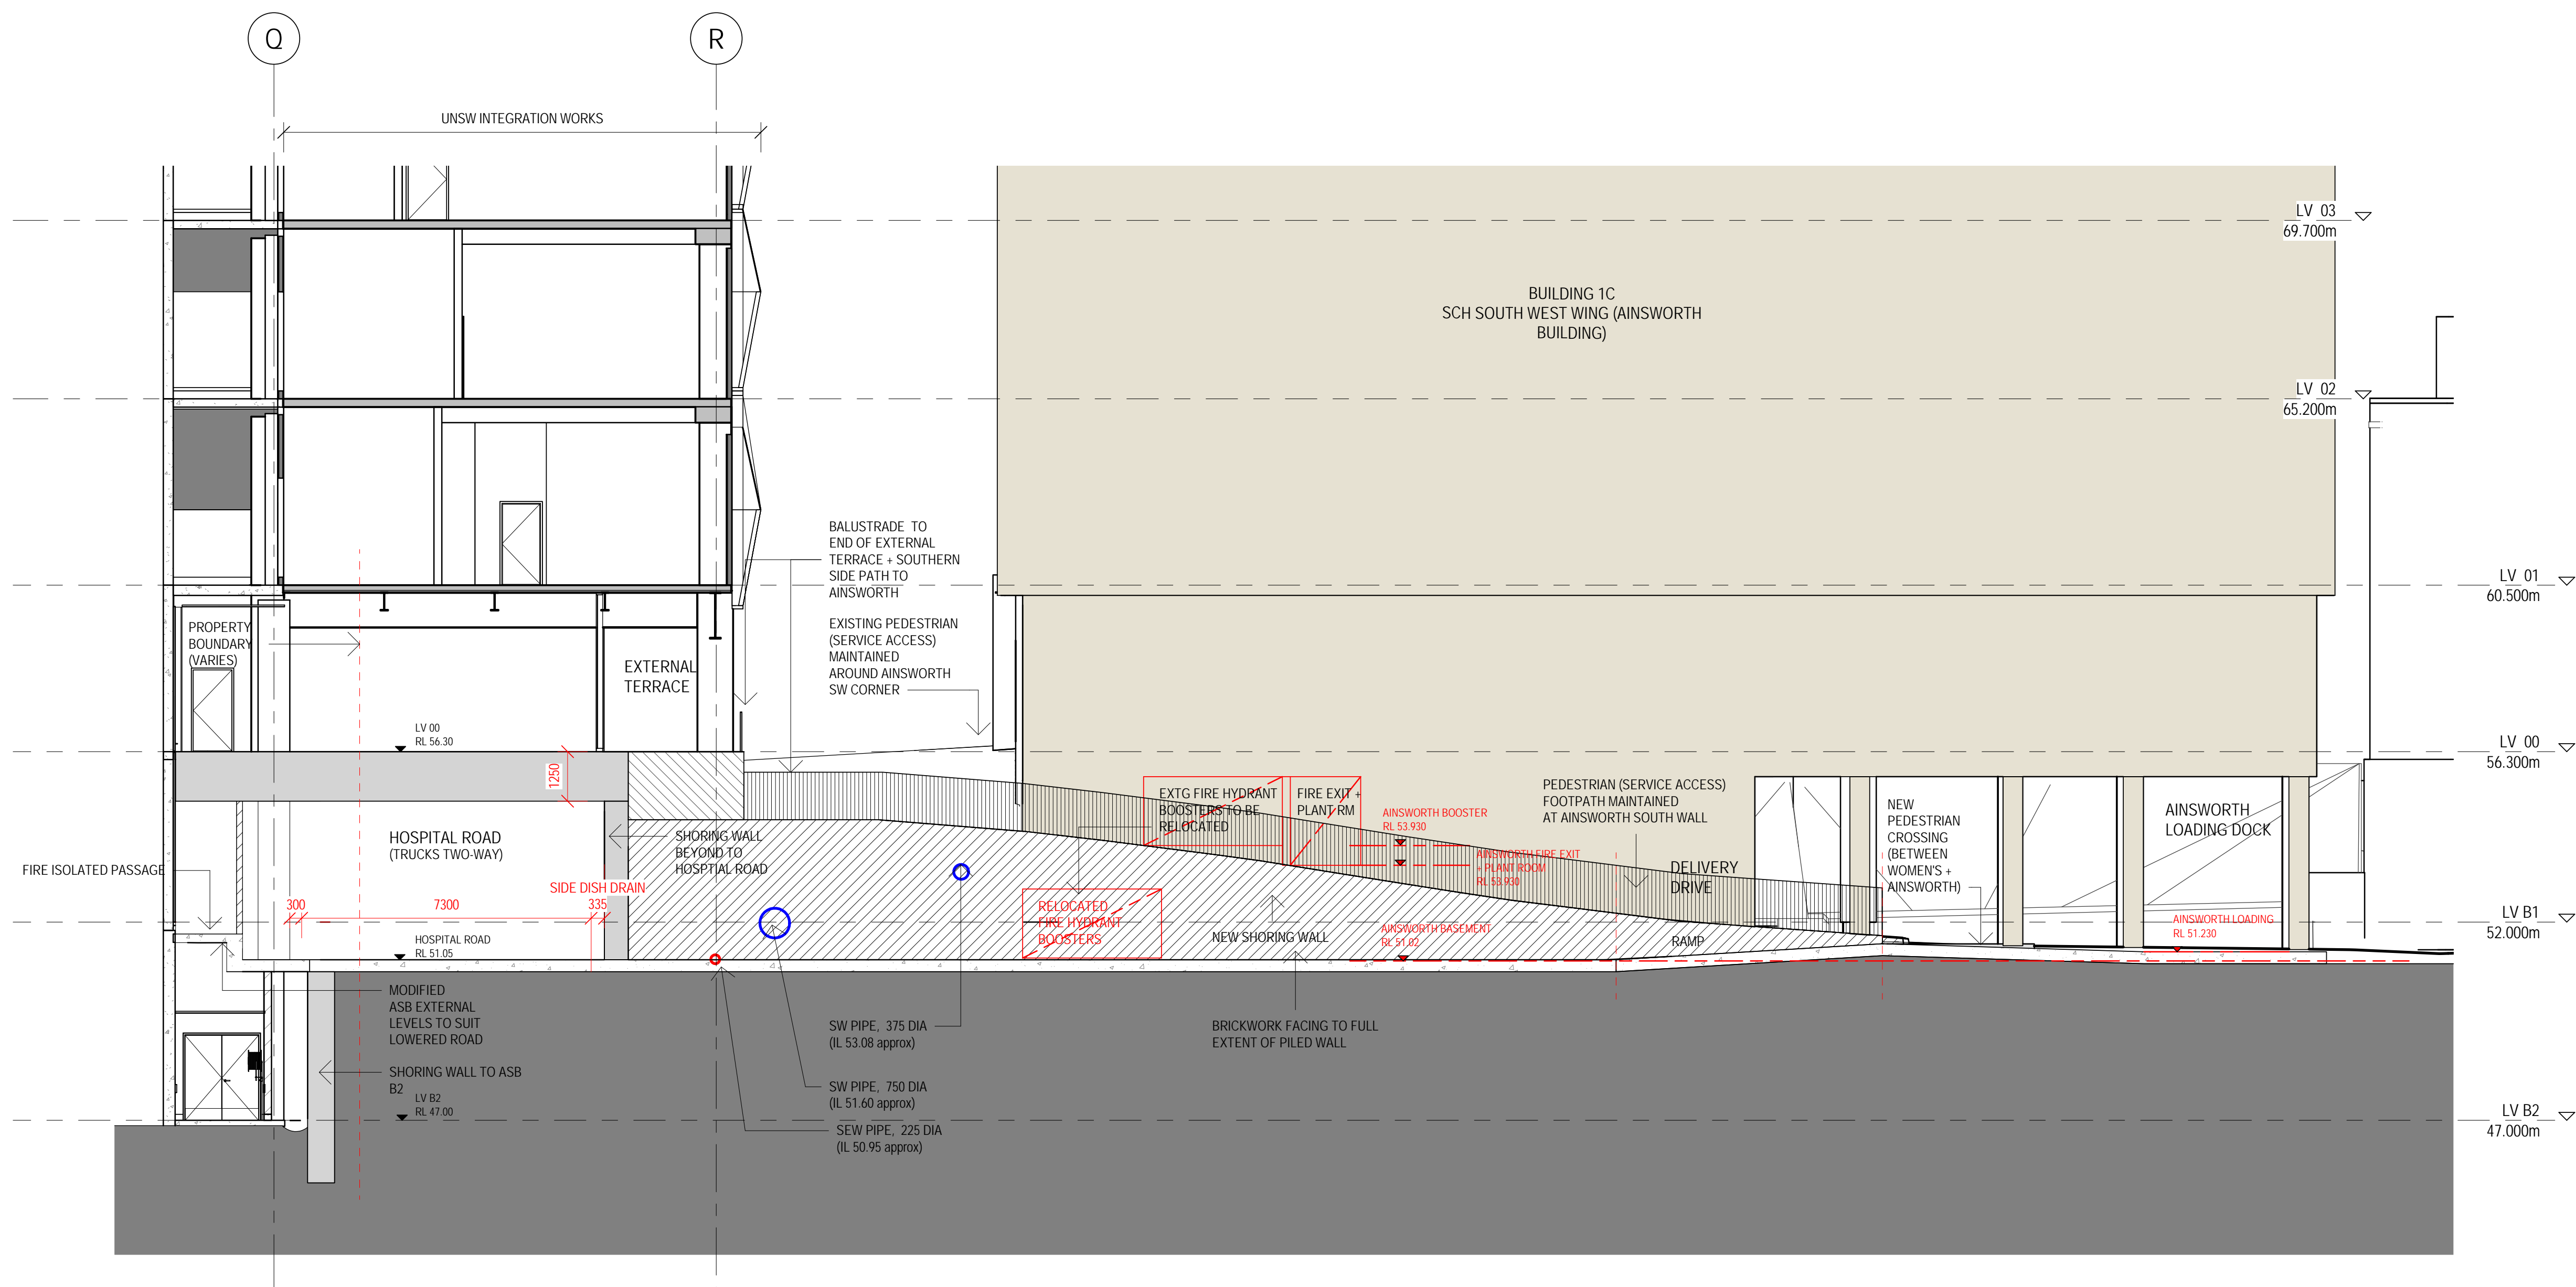 Q
R
UNSW INTEGRATION WORKS
LV 03
69.700m
BUILDING 1C
SCH SOUTH WEST WING (AINSWORTH
BUILDING)
LV 02
65.200m
BALUSTRADE TO
END OF EXTERNAL
TERRACE + SOUTHERN
SIDE PATH TO
AINSWORTH
LV 01
60.500m
PROPERTY
BOUNDARY
(VARIES)
EXTERNAL
TERRACE
EXISTING PEDESTRIAN
(SERVICE ACCESS)
MAINTAINED
AROUND AINSWORTH
SW CORNER
LV 00
RL 56.30
LV 00
56.300m
1250
EXTG FIRE HYDRANT
BOOSTERS TO BE
RELOCATED
FIRE EXIT +
PLANT RM
AINSWORTH BOOSTER
RL 53.930
PEDESTRIAN (SERVICE ACCESS)
FOOTPATH MAINTAINED
AT AINSWORTH SOUTH WALL
NEW
PEDESTRIAN
CROSSING
(BETWEEN
WOMEN'S +
AINSWORTH)
AINSWORTH
LOADING DOCK
HOSPITAL ROAD
(TRUCKS TWO-WAY)
SHORING WALL
BEYOND TO
HOSPTIAL ROAD
AINSWORTH FIRE EXIT
+ PLANT ROOM
RL 53.930
DELIVERY
DRIVE
FIRE ISOLATED PASSAGE
SIDE DISH DRAIN
300
7300
335
RELOCATED
FIRE HYDRANT
BOOSTERS
NEW SHORING WALL
AINSWORTH BASEMENT
RL 51.02
RAMP
AINSWORTH LOADING
RL 51.230
LV B1
52.000m
HOSPITAL ROAD
RL 51.05
MODIFIED
ASB EXTERNAL
LEVELS TO SUIT
LOWERED ROAD
SW PIPE, 375 DIA
(IL 53.08 approx)
BRICKWORK FACING TO FULL
EXTENT OF PILED WALL
SHORING WALL TO ASB
B2
SW PIPE, 750 DIA
(IL 51.60 approx)
LV B2
RL 47.00
SEW PIPE, 225 DIA
(IL 50.95 approx)
LV B2
47.000m